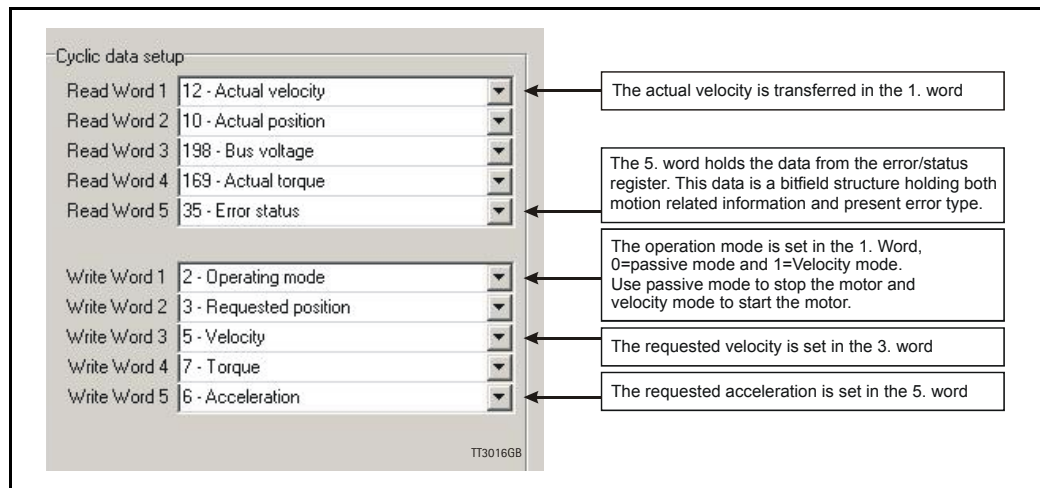 Cyclic data setup
Read Word 1 12 - Actual velocity
Read Word 2 10 - Actual position
Read Word 3 198 - Bus voltage
Read Word 4 169 - Actual torque
Read Word 5 35 - Error status
Write Word 1 2 - Operating mode
Write Word 2 3 - Requested position
Write Word 3 5 - Velocity
Write Word 4 7 - Torque
Write Word 5 6 - Acceleration
TT3016GB
The actual velocity is transferred in the 1. word
The 5. word holds the data from the error/status
register. This data is a bitfield structure holding both
motion related information and present error type.
The operation mode is set in the 1. Word,
0=passive mode and 1=Velocity mode.
Use passive mode to stop the motor and
velocity mode to start the motor.
The requested velocity is set in the 3. word
The requested acceleration is set in the 5. word